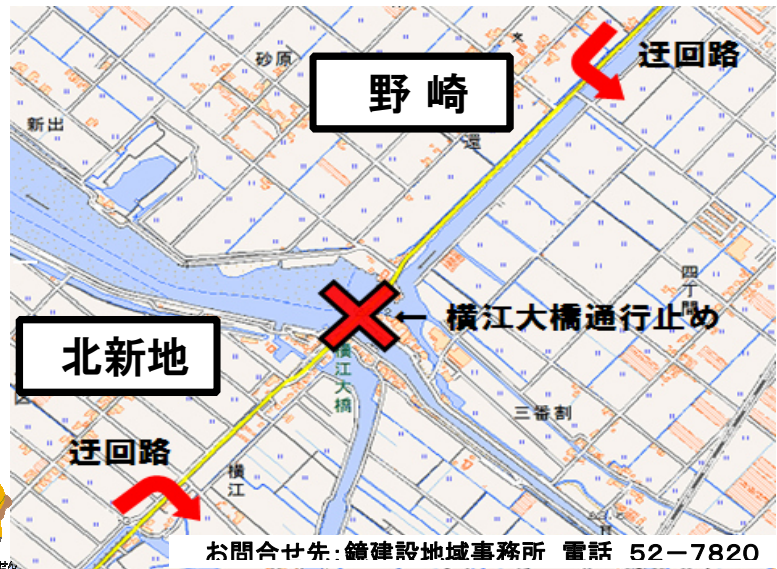 迂回路
砂原
野崎
新出
還
四丁開
← 横江大橋通行止め
北新地
横江大橋
三番割
迂回路
横江
お問合せ先:鏡建設地域事務所 電話 52-7820